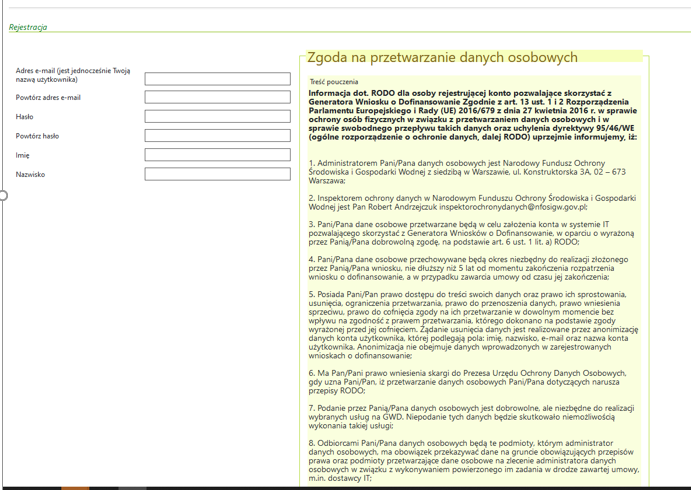 Rejestracja
Adres e-mail (jest jednocześnie Twoją
nazwą użytkownika)
Powtórz adres e-mail
Hasło
Powtórz hasło
Imię
Nazwisko
Zgoda na przetwarzanie danych osobowych
Treść pouczenia
Informacja dot. RODO dla osoby rejestrującej konto pozwalające skorzystać z
Generatora Wniosku o Dofinansowanie Zgodnie z art. 13 ust. 1 i 2 Rozporządzenia
Parlamentu Europejskiego i Rady (UE) 2016/679 z dnia 27 kwietnia 2016 r. w sprawie
ochrony osób fizycznych w związku z przetwarzaniem danych osobowych i w
sprawie swobodnego przepływu takich danych oraz uchylenia dyrektywy 95/46/WE
(ogólne rozporządzenie o ochronie danych, dalej RODO) uprzejmie informujemy, iż:
1. Administratorem Pani/Pana danych osobowych jest Narodowy Fundusz Ochrony
Środowiska i Gospodarki Wodnej z siedzibą w Warszawie, ul. Konstruktorska 3A, 02 – 673
Warszawa;
2. Inspektorem ochrony danych w Narodowym Funduszu Ochrony Środowiska i Gospodarki
Wodnej jest Pan Robert Andrzejczuk inspektorochronydanych@nfosigw.gov.pl;
3. Pani/Pana dane osobowe przetwarzane będą w celu założenia konta w systemie IT
pozwalającego skorzystać z Generatora Wniosków o Dofinansowanie, w oparciu o wyrażoną
przez Panią/Pana dobrowolną zgodę, na podstawie art. 6 ust. 1 lit. a) RODO;
4. Pani/Pana dane osobowe przechowywane będą okres niezbędny do realizacji złożonego
przez Panią/Pana wniosku, nie dłuższy niż 5 lat od momentu zakończenia rozpatrzenia
wniosku o dofinansowanie, a w przypadku zawarcia umowy od czasu jej zakończenia;
5. Posiada Pani/Pan prawo dostępu do treści swoich danych oraz prawo ich sprostowania,
usunięcia, ograniczenia przetwarzania, prawo do przenoszenia danych, prawo wniesienia
sprzeciwu, prawo do cofnięcia zgody na ich przetwarzanie w dowolnym momencie bez
wpływu na zgodność z prawem przetwarzania, którego dokonano na podstawie zgody
wyrażonej przed jej cofnięciem. Żądanie usunięcia danych jest realizowane przez anonimizację
danych konta użytkownika, której podlegają pola: imię, nazwisko, e-mail oraz nazwa konta
użytkownika. Anonimizacja nie obejmuje danych wprowadzonych w zarejestrowanych
wnioskach o dofinansowanie;
6. Ma Pan/Pani prawo wniesienia skargi do Prezesa Urzędu Ochrony Danych Osobowych,
gdy uzna Pani/Pan, iż przetwarzanie danych osobowych Pani/Pana dotyczących narusza
przepisy RODO;
7. Podanie przez Panią/Pana danych osobowych jest dobrowolne, ale niezbędne do realizacji
wybranych usług na GWD. Niepodanie tych danych będzie skutkowało niemożliwością
wykonania takiej usługi;
8. Odbiorcami Pani/Pana danych osobowych będą te podmioty, którym administrator
danych osobowych, ma obowiązek przekazywać dane na gruncie obowiązujących przepisów
prawa oraz podmioty przetwarzające dane osobowe na zlecenie administratora danych
osobowych w związku z wykonywaniem powierzonego im zadania w drodze zawartej umowy,
m.in. dostawcy IT;